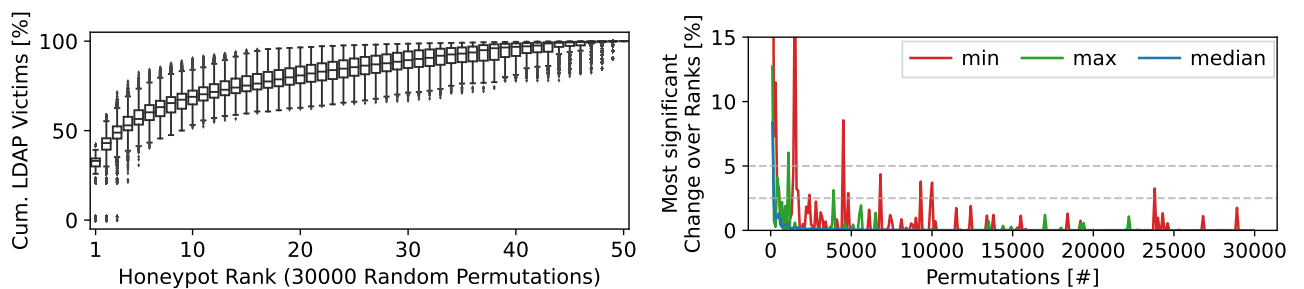 Cum. LDAP Victims [%]
100
50
0
1 10 20 30 40 50
Honeypot Rank (30000 Random Permutations)
Most significant
Change over Ranks [%]
15
10
5
0
min max median
0 5000 10000 15000 20000 25000 30000
Permutations [#]